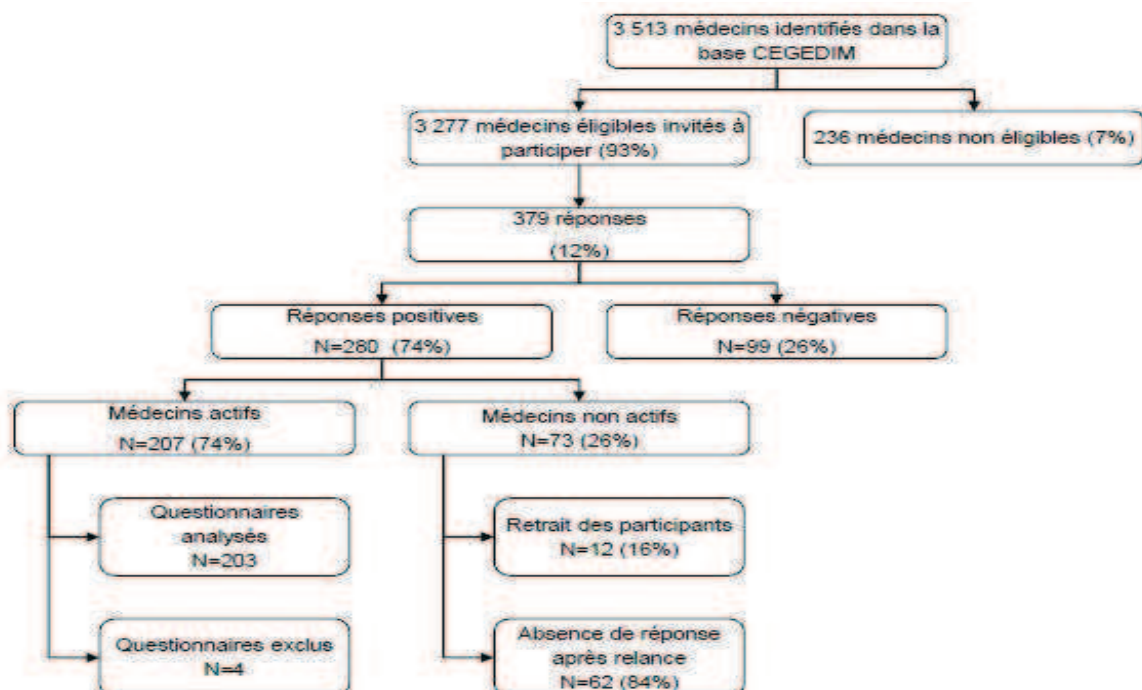 3 513 médecins identifiés dans la
base CEGEDIM
3 277 médecins éligibles invités à
participer (93%)
236 médecins non éligibles (7%)
379 réponses
(12%)
Réponses positives
N=280 (74%)
Réponses négatives
N=99 (26%)
Médecins actifs
N=207 (74%)
Médecins non actifs
N=73 (26%)
Questionnaires
analysés
N=203
Retrait des participants
N=12 (16%)
Questionnaires exclus
N=4
Absence de réponse
après relance
N=62 (84%)